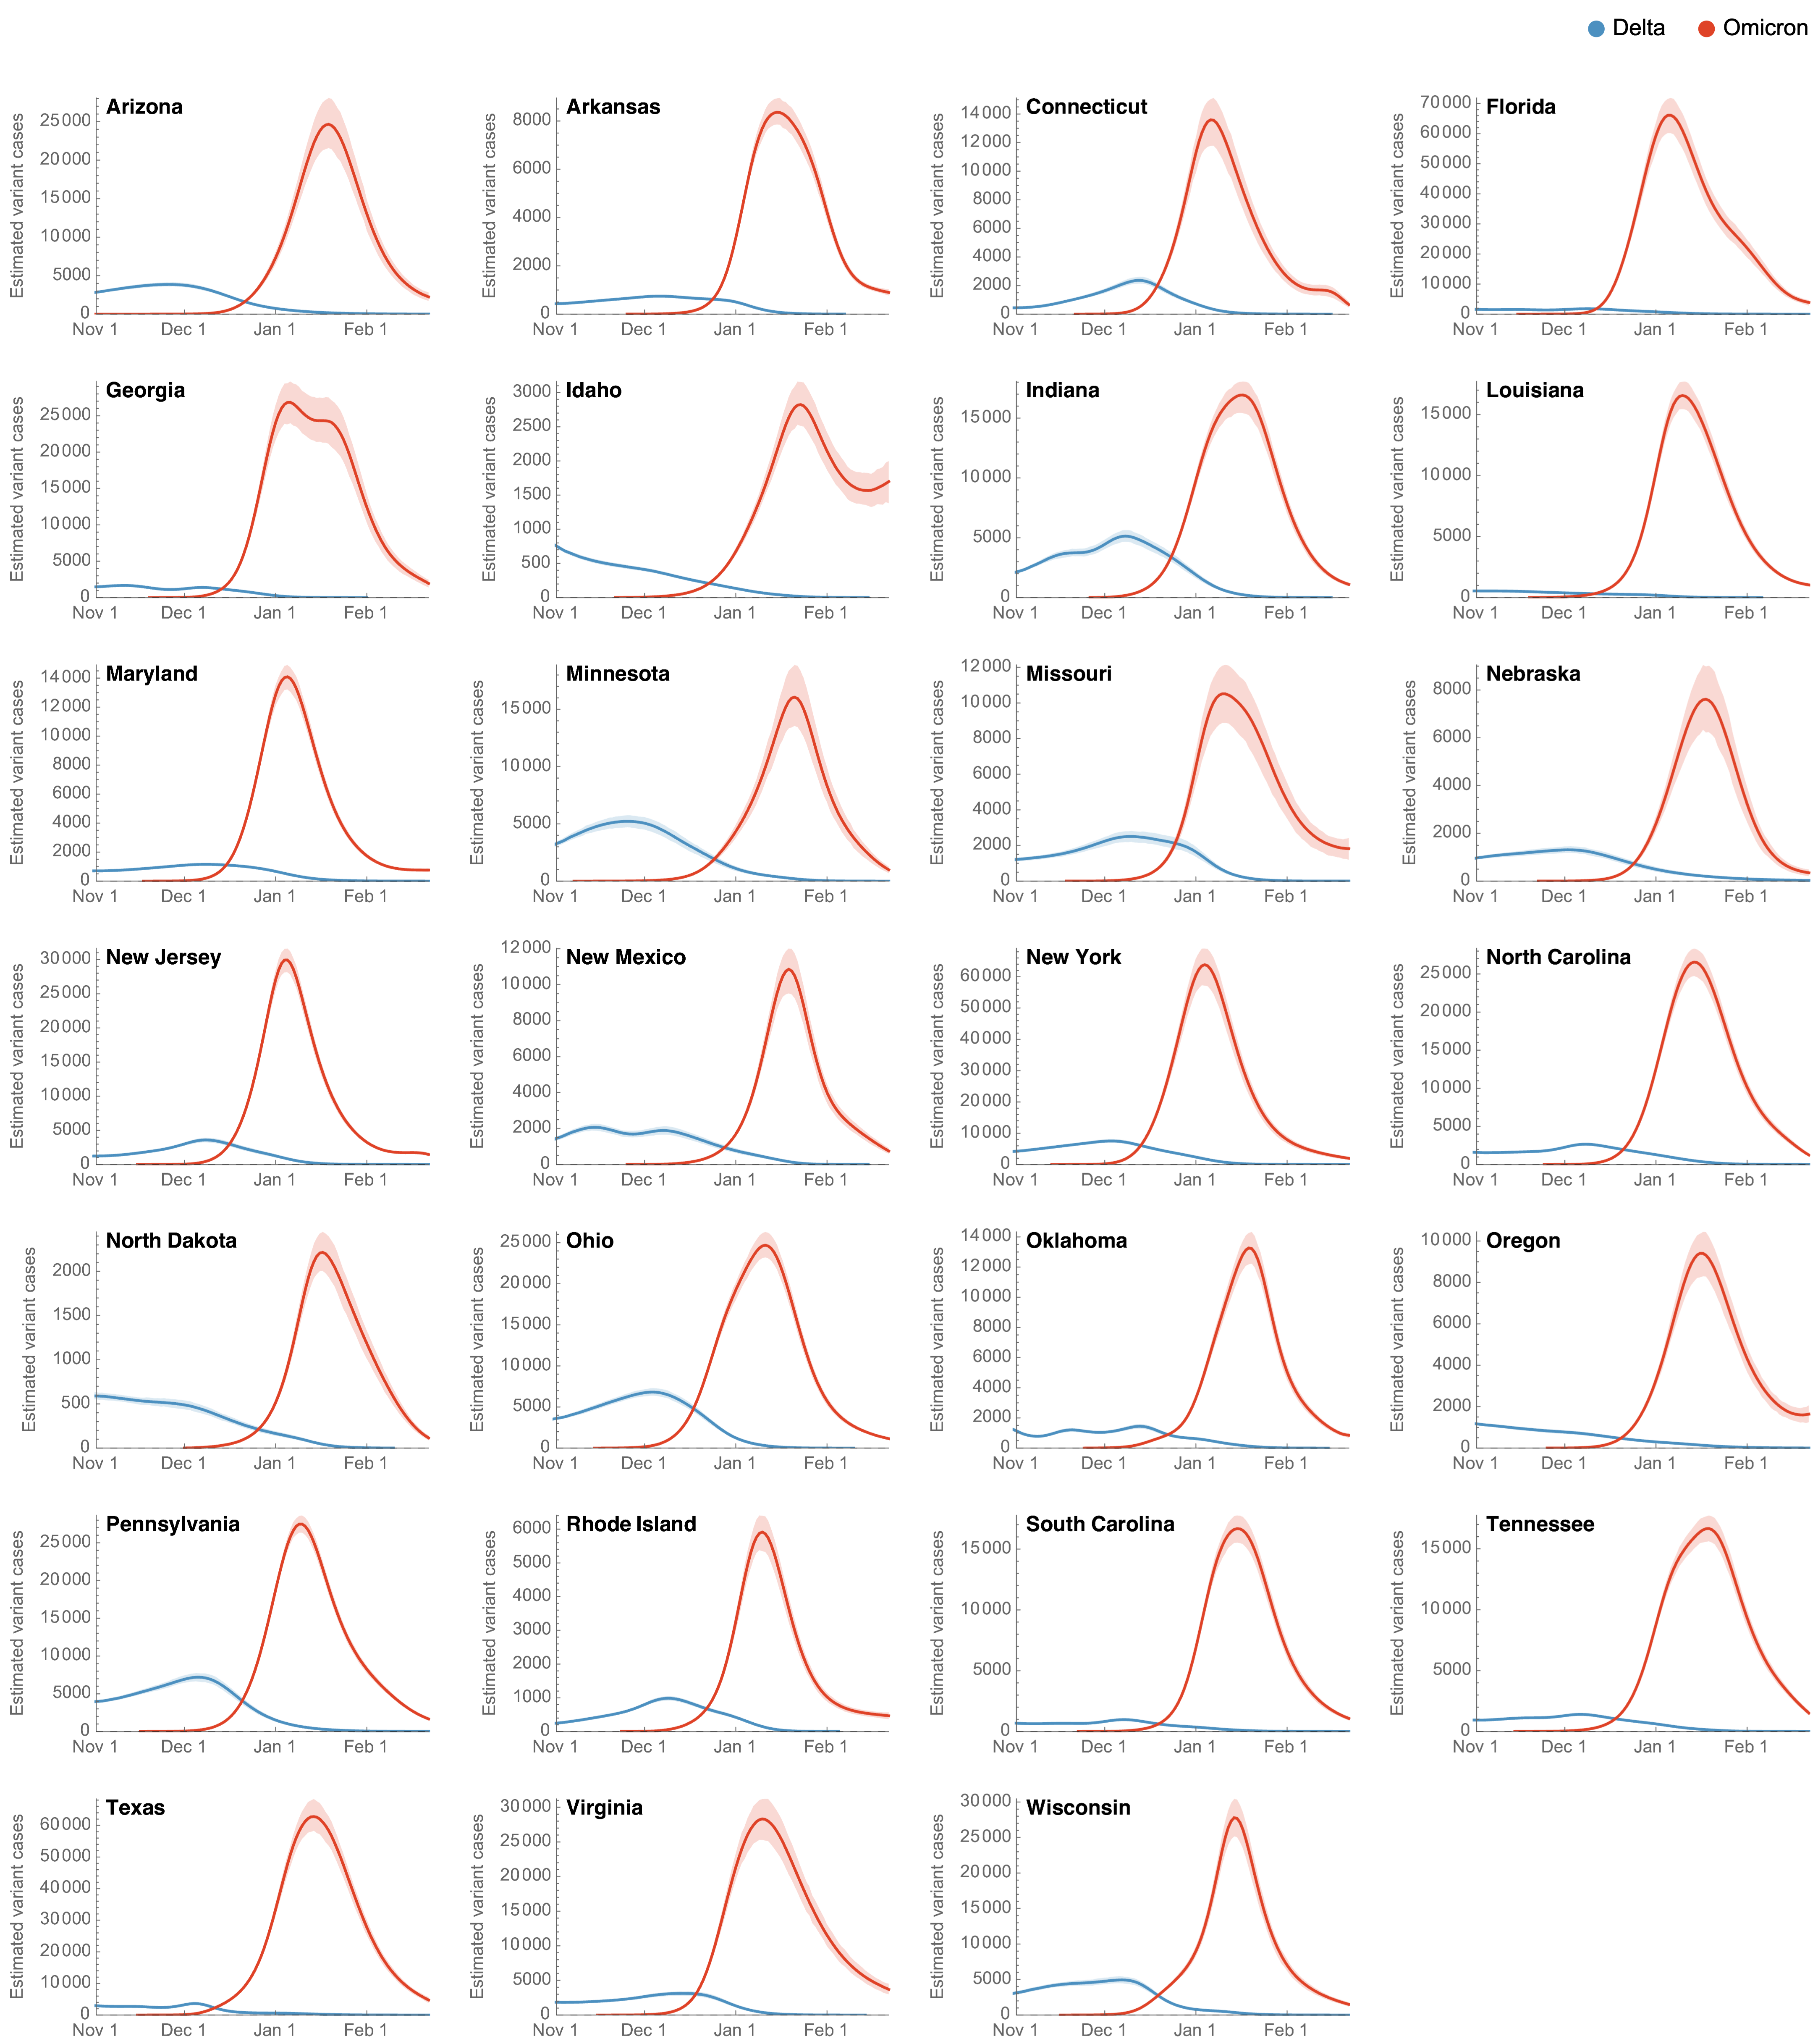 Delta Omicron
Arizona
Estimated variant cases
25000
20000
15000
10000
5000
0
Nov 1 Dec 1 Jan 1 Feb 1
Arkansas
Estimated variant cases
8000
6000
4000
2000
0
Nov 1 Dec 1 Jan 1 Feb 1
Connecticut
Estimated variant cases
14000
12000
10000
8000
6000
4000
2000
0
Nov 1 Dec 1 Jan 1 Feb 1
Florida
Estimated variant cases
70000
60000
50000
40000
30000
20000
10000
0
Nov 1 Dec 1 Jan 1 Feb 1
Georgia
Estimated variant cases
25000
20000
15000
10000
5000
0
Nov 1 Dec 1 Jan 1 Feb 1
Idaho
Estimated variant cases
3000
2500
2000
1500
1000
500
0
Nov 1 Dec 1 Jan 1 Feb 1
Indiana
Estimated variant cases
15000
10000
5000
0
Nov 1 Dec 1 Jan 1 Feb 1
Louisiana
Estimated variant cases
15000
10000
5000
0
Nov 1 Dec 1 Jan 1 Feb 1
Maryland
Estimated variant cases
14000
12000
10000
8000
6000
4000
2000
0
Nov 1 Dec 1 Jan 1 Feb 1
Minnesota
Estimated variant cases
15000
10000
5000
0
Nov 1 Dec 1 Jan 1 Feb 1
Missouri
Estimated variant cases
12000
10000
8000
6000
4000
2000
0
Nov 1 Dec 1 Jan 1 Feb 1
Nebraska
Estimated variant cases
8000
6000
4000
2000
0
Nov 1 Dec 1 Jan 1 Feb 1
New Jersey
Estimated variant cases
30000
25000
20000
15000
10000
5000
0
Nov 1 Dec 1 Jan 1 Feb 1
New Mexico
Estimated variant cases
12000
10000
8000
6000
4000
2000
0
Nov 1 Dec 1 Jan 1 Feb 1
New York
Estimated variant cases
60000
50000
40000
30000
20000
10000
0
Nov 1 Dec 1 Jan 1 Feb 1
North Carolina
Estimated variant cases
25000
20000
15000
10000
5000
0
Nov 1 Dec 1 Jan 1 Feb 1
North Dakota
Estimated variant cases
2000
1500
1000
500
0
Nov 1 Dec 1 Jan 1 Feb 1
Ohio
Estimated variant cases
25000
20000
15000
10000
5000
0
Nov 1 Dec 1 Jan 1 Feb 1
Oklahoma
Estimated variant cases
14000
12000
10000
8000
6000
4000
2000
0
Nov 1 Dec 1 Jan 1 Feb 1
Oregon
Estimated variant cases
10000
8000
6000
4000
2000
0
Nov 1 Dec 1 Jan 1 Feb 1
Pennsylvania
Estimated variant cases
25000
20000
15000
10000
5000
0
Nov 1 Dec 1 Jan 1 Feb 1
Rhode Island
Estimated variant cases
6000
5000
4000
3000
2000
1000
0
Nov 1 Dec 1 Jan 1 Feb 1
South Carolina
Estimated variant cases
15000
10000
5000
0
Nov 1 Dec 1 Jan 1 Feb 1
Tennessee
Estimated variant cases
15000
10000
5000
0
Nov 1 Dec 1 Jan 1 Feb 1
Texas
Estimated variant cases
60000
50000
40000
30000
20000
10000
0
Nov 1 Dec 1 Jan 1 Feb 1
Virginia
Estimated variant cases
30000
25000
20000
15000
10000
5000
0
Nov 1 Dec 1 Jan 1 Feb 1
Wisconsin
Estimated variant cases
30000
25000
20000
15000
10000
5000
0
Nov 1 Dec 1 Jan 1 Feb 1